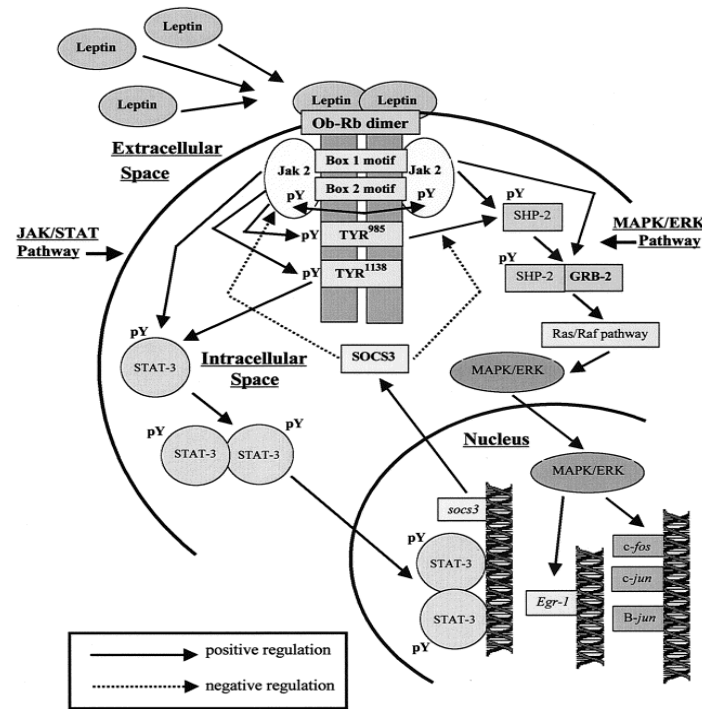 Leptin
Leptin
Leptin
Leptin Leptin
Ob-Rb dimer
Extracellular
Space
Jak 2 Box 1 motif Jak 2
Box 2 motif
pY pY
pY
SHP-2
JAK/STAT
Pathway
MAPK/ERK
Pathway
pY TYR985
pY TYR1138
pY
SHP-2 GRB-2
Ras/Raf pathway
pY
STAT-3
Intracellular
Space
SOCS3
MAPK/ERK
pY pY
STAT-3 STAT-3
Nucleus
MAPK/ERK
socs3
pY
STAT-3
STAT-3
pY
Egr-1
c-fos
c-jun
B-jun
positive regulation
negative regulation